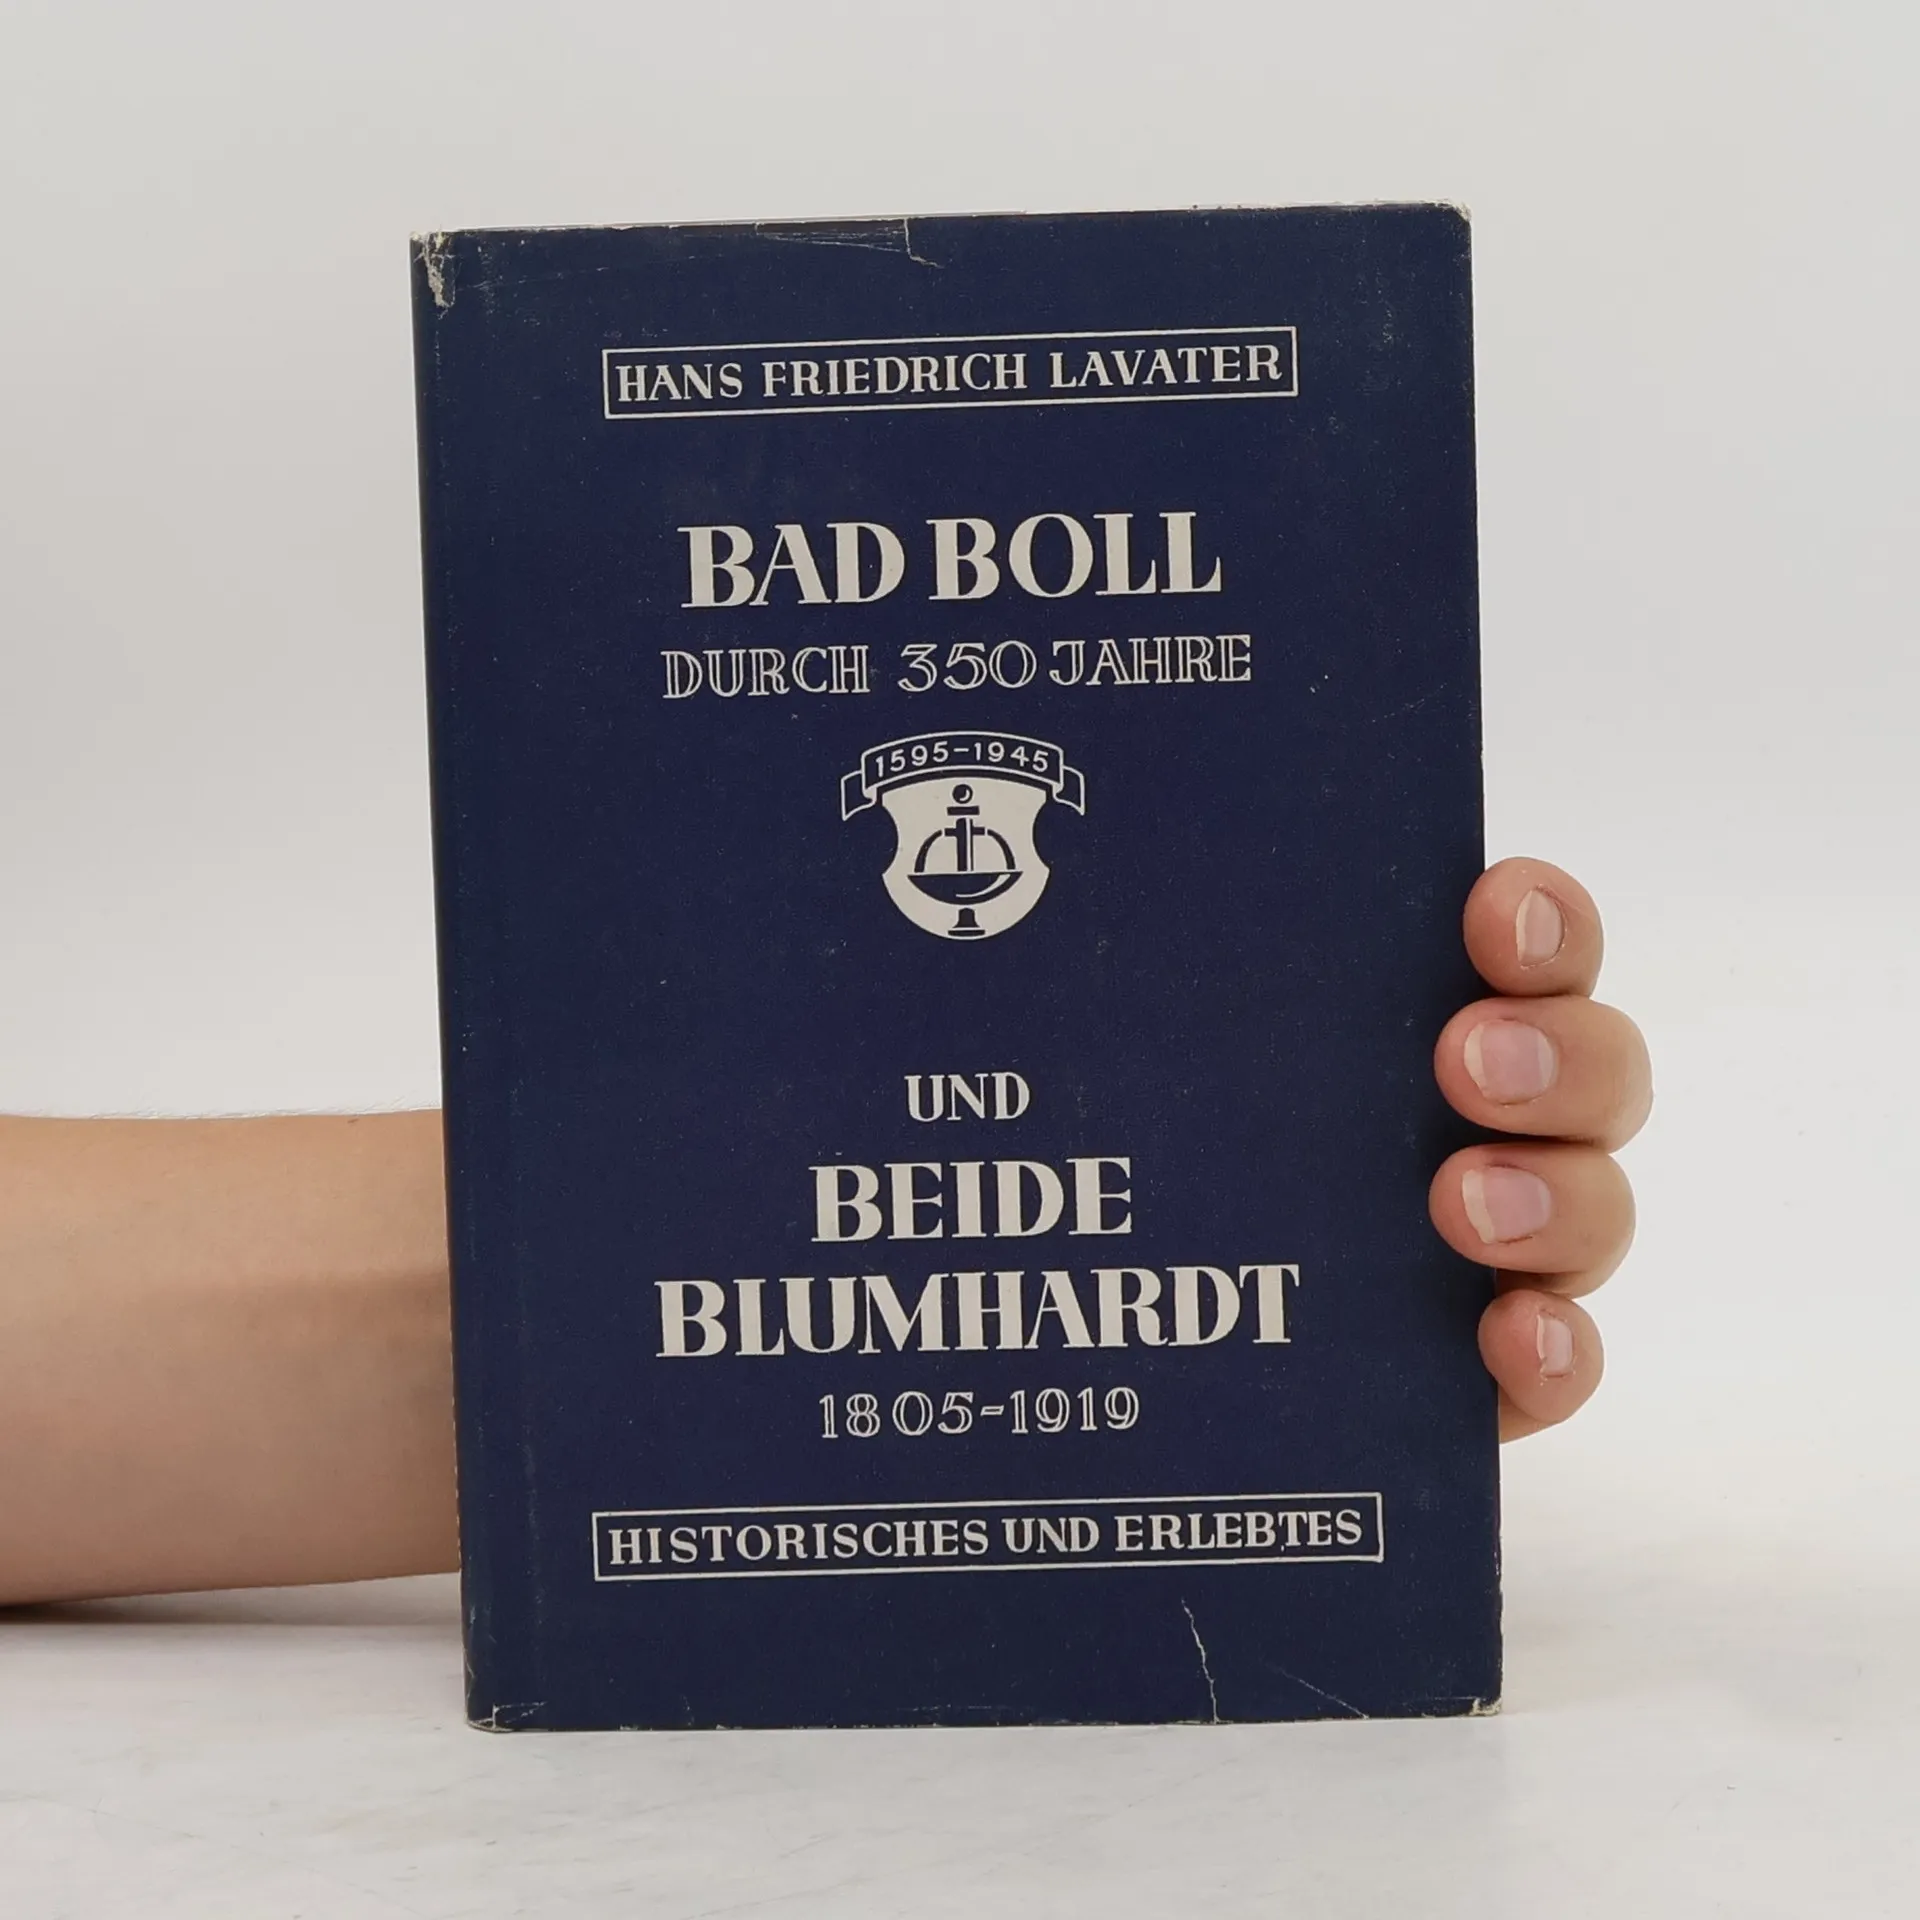 HANS FRIEDRICH LAVATER
BAD BOLL
DURCH 350 JAHRE
1595-1945
UND
BEIDE
BLUMHARDT
1805-1919
HISTORISCHES UND ERLEBTES